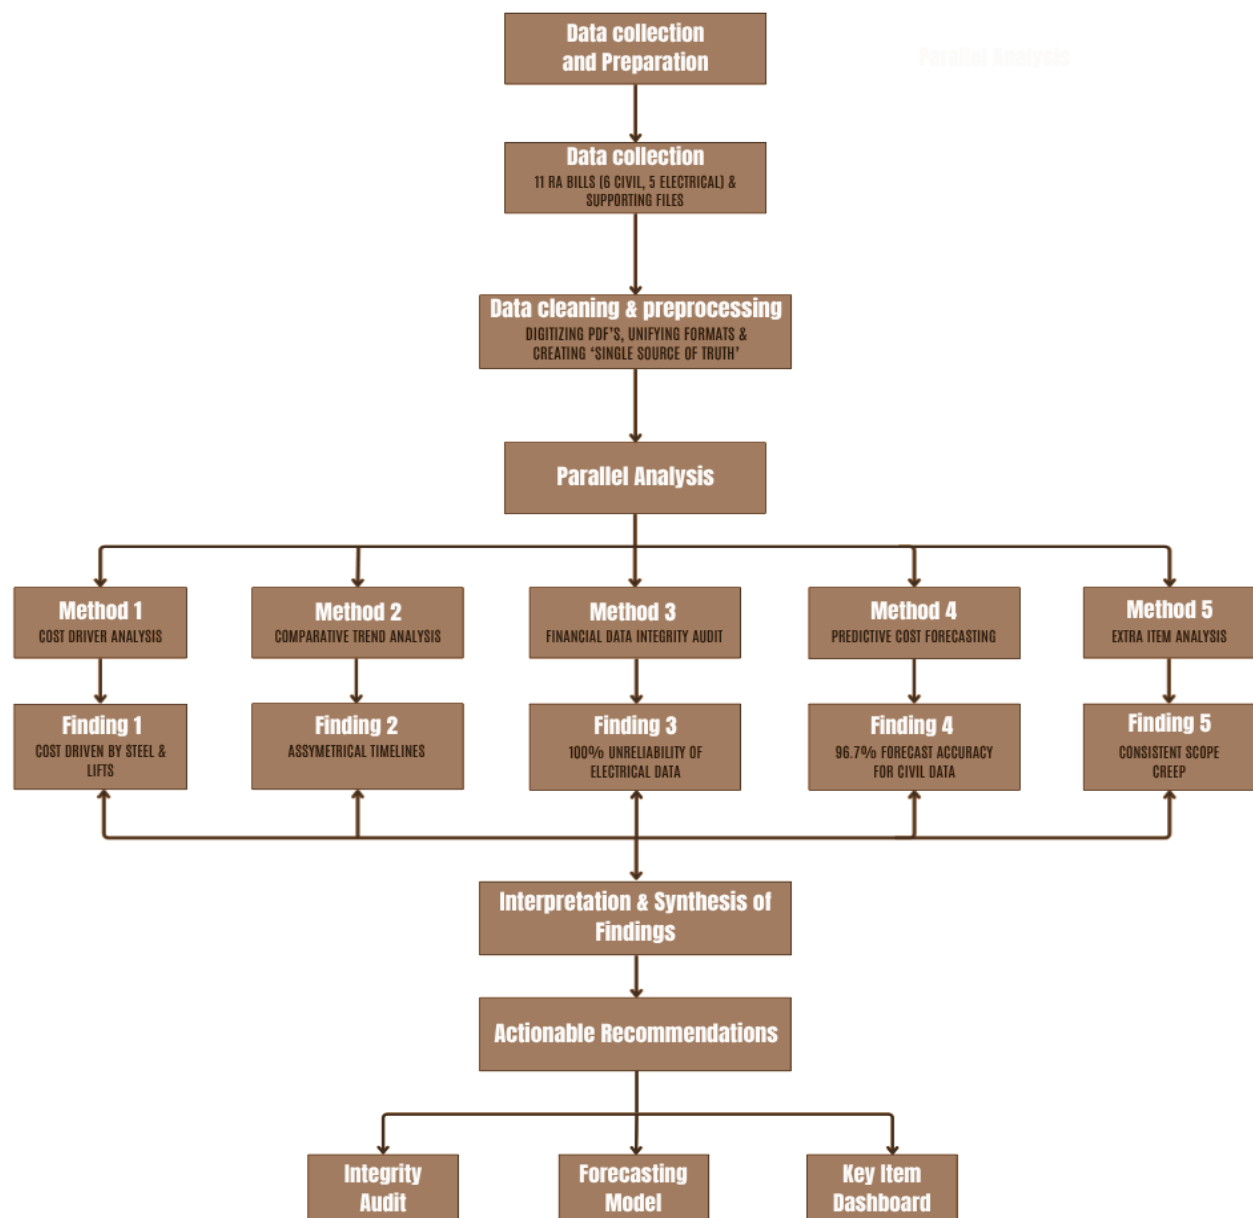 Data collection
and Preparation
Parallel Analysis
Data collection
11 RA BILLS (6 CIVIL, 5 ELECTRICAL) &
SUPPORTING FILES
Data cleaning & preprocessing
DIGITIZING PDF'S, UNIFYING FORMATS &
CREATING 'SINGLE SOURCE OF TRUTH'
Parallel Analysis
Method 1
COST DRIVER ANALYSIS
Method 2
COMPARATIVE TREND ANALYSIS
Method 3
FINANCIAL DATA INTEGRITY AUDIT
Method 4
PREDICTIVE COST FORECASTING
Method 5
EXTRA ITEM ANALYSIS
Finding 1
COST DRIVEN BY STEEL &
LIFTS
Finding 2
ASSYMETRICAL TIMELINES
Finding 3
100% UNRELIABILITY OF
ELECTRICAL DATA
Finding 4
96.7% FORECAST ACCURACY
FOR CIVIL DATA
Finding 5
CONSISTENT SCOPE
CREEP
Interpretation & Synthesis of
Findings
Actionable Recommendations
Integrity
Audit
Forecasting
Model
Key Item
Dashboard